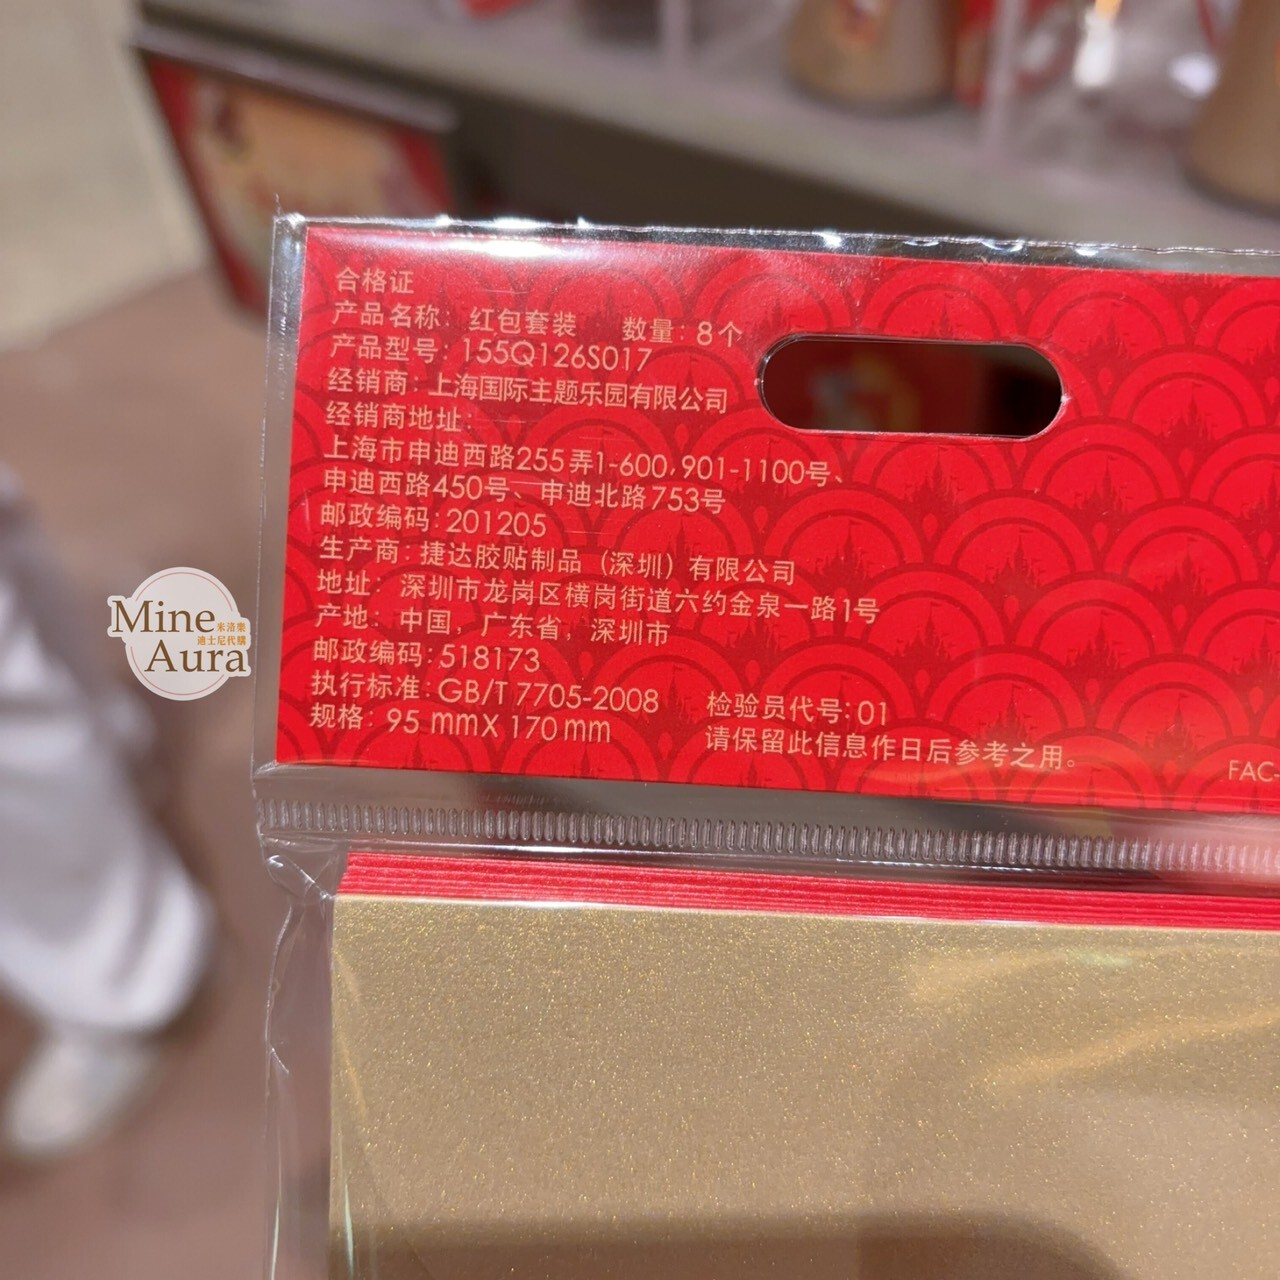 合格证
产品名称：红包套装 数量：8个
产品型号：155Q126S017
经销商：上海国际主题乐园有限公司
经销商地址：
上海市申迪西路255弄1-600，901-1100号、
申迪西路450号、申迪北路753号
邮政编码：201205
生产商：捷达胶贴制品（深圳）有限公司
地址：深圳市龙岗区横岗街道六约金泉一路1号
产地：中国，广东省，深圳市
邮政编码：518173
执行标准：GB/T 7705-2008 检验员代号：01
规格：95 mmX 170 mm 请保留此信息作日后参考之用。
FAC-
Mine
米洛樂
迪士尼代購
Aura